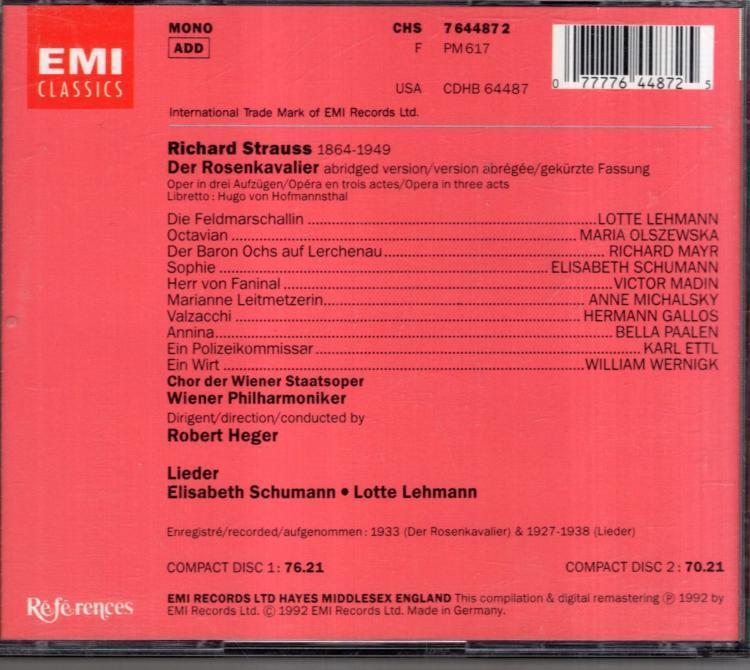 EMI
CLASSICS
MONO
ADD
CHS 7 64487 2
F PM 617
USA CDHB 64487
0 77776 44872 5
International Trade Mark of EMI Records Ltd.
Richard Strauss 1864-1949
Der Rosenkavalier abridged version/version abrégée/gekürzte Fassung
Oper in drei Aufzügen/Opéra en trois actes/Opera in three acts
Libretto : Hugo von Hofmannsthal
Die Feldmarschallin ........ LOTTE LEHMANN
Octavian ........ MARIA OLSZEWSKA
Der Baron Ochs auf Lerchenau ........ RICHARD MAYR
Sophie ........ ELISABETH SCHUMANN
Herr von Faninal ........ VICTOR MADIN
Marianne Leitmetzerin ........ ANNE MICHALSKY
Valzacchi ........ HERMANN GALLOS
Annina ........ BELLA PAALEN
Ein Polizeikommissar ........ KARL ETTL
Ein Wirt ........ WILLIAM WERNIGK
Chor der Wiener Staatsoper
Wiener Philharmoniker
Dirigent/direction/conducted by
Robert Heger
Lieder
Elisabeth Schumann • Lotte Lehmann
Enregistré/recorded/aufgenommen : 1933 (Der Rosenkavalier) & 1927-1938 (Lieder)
COMPACT DISC 1 : 76.21 COMPACT DISC 2 : 70.21
EMI RECORDS LTD HAYES MIDDLESEX ENGLAND This compilation & digital remastering ℗ 1992 by
EMI Records Ltd. © 1992 EMI Records Ltd. Made in Germany.
Références